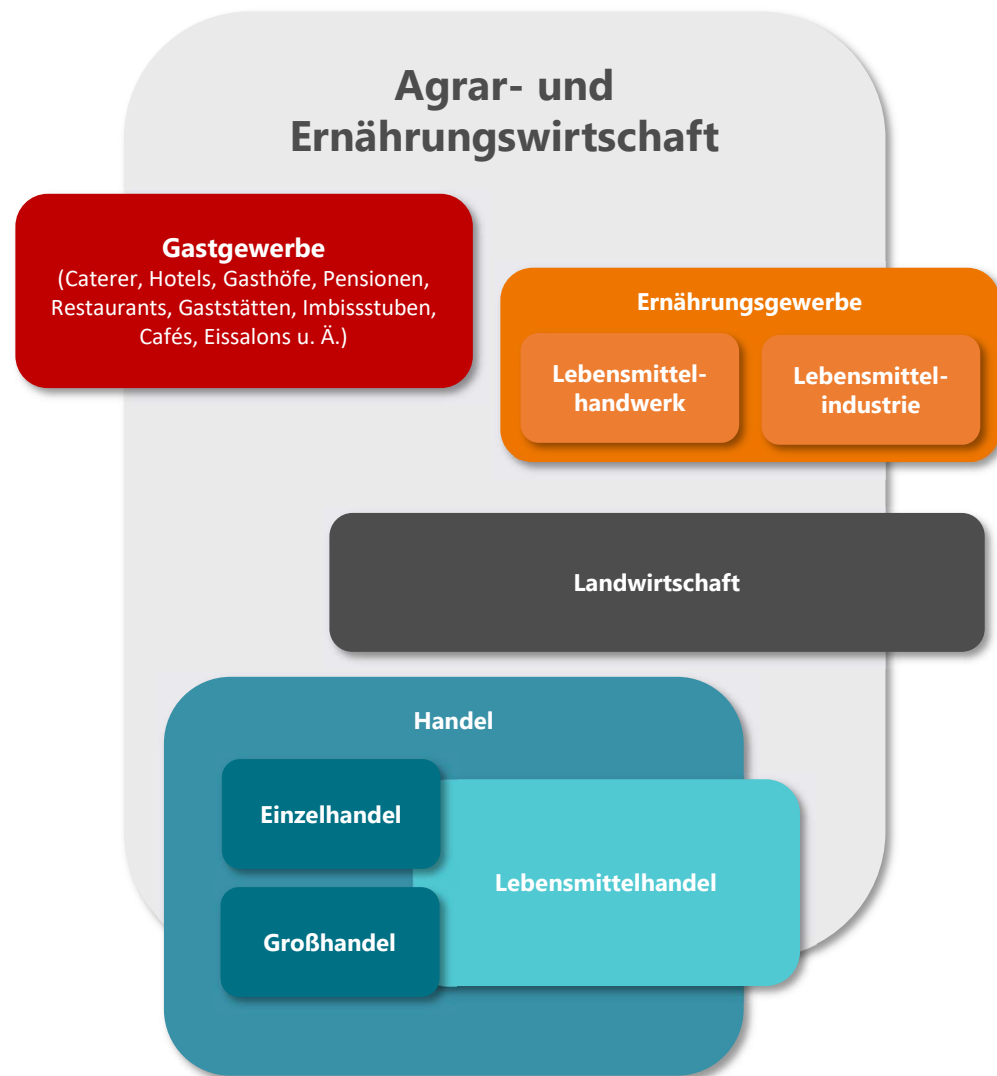 Agrar- und
Ernährungswirtschaft
Gastgewerbe
(Caterer, Hotels, Gasthöfe, Pensionen,
Restaurants, Gaststätten, Imbissstuben,
Cafés, Eissalons u. Ä.)
Ernährungsgewerbe
Lebensmittel-
handwerk
Lebensmittel-
industrie
Landwirtschaft
Handel
Einzelhandel
Lebensmittelhandel
Großhandel